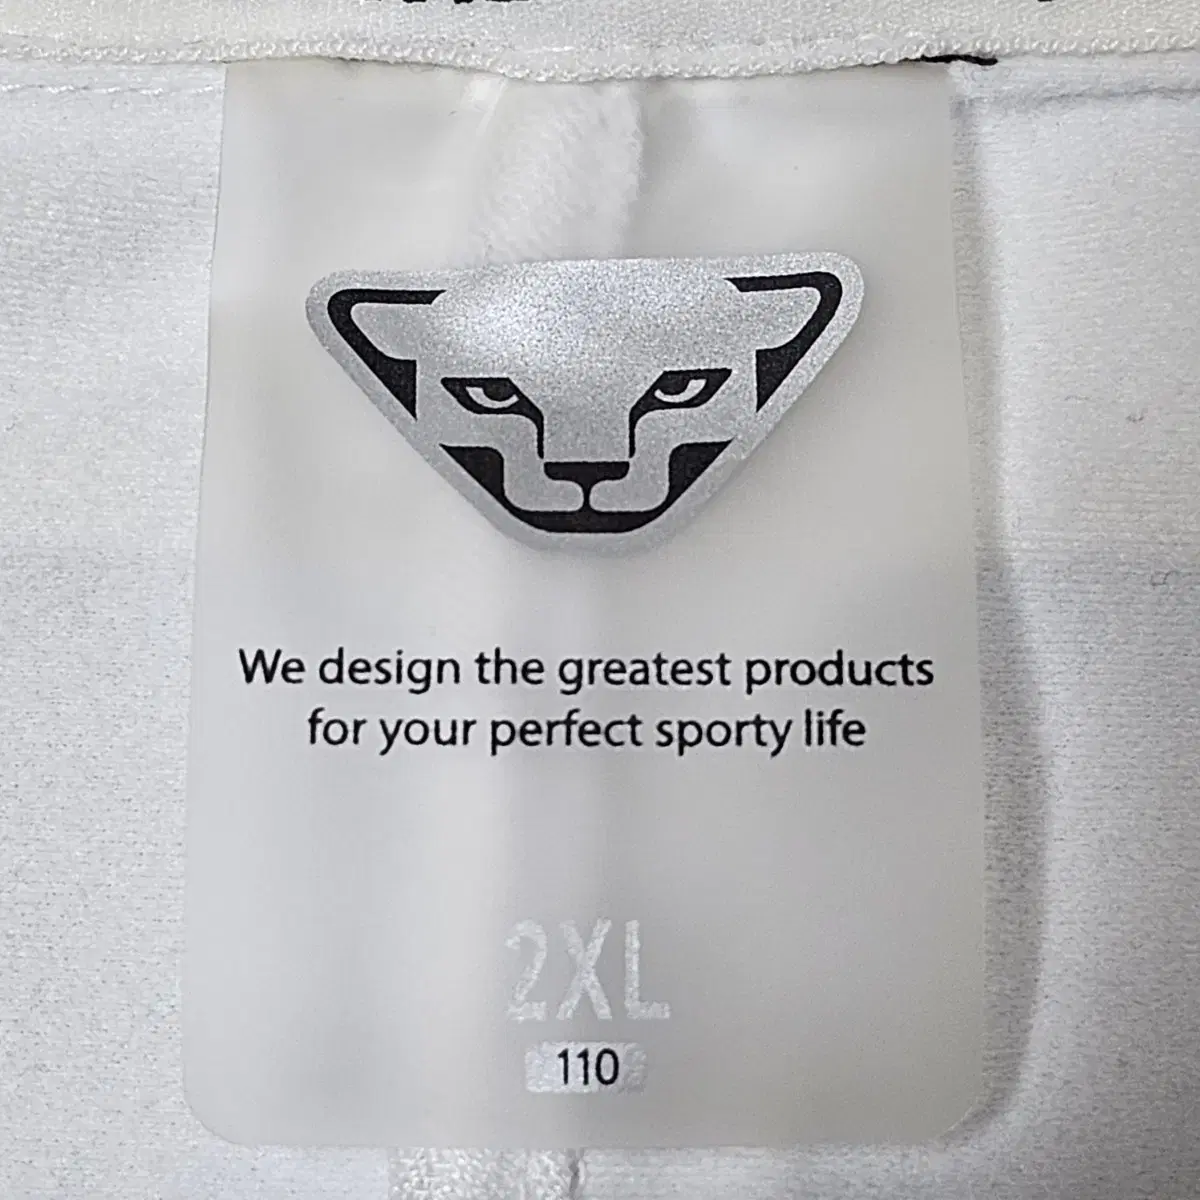 We design the greatest products
for your perfect sporty life
2XL
110